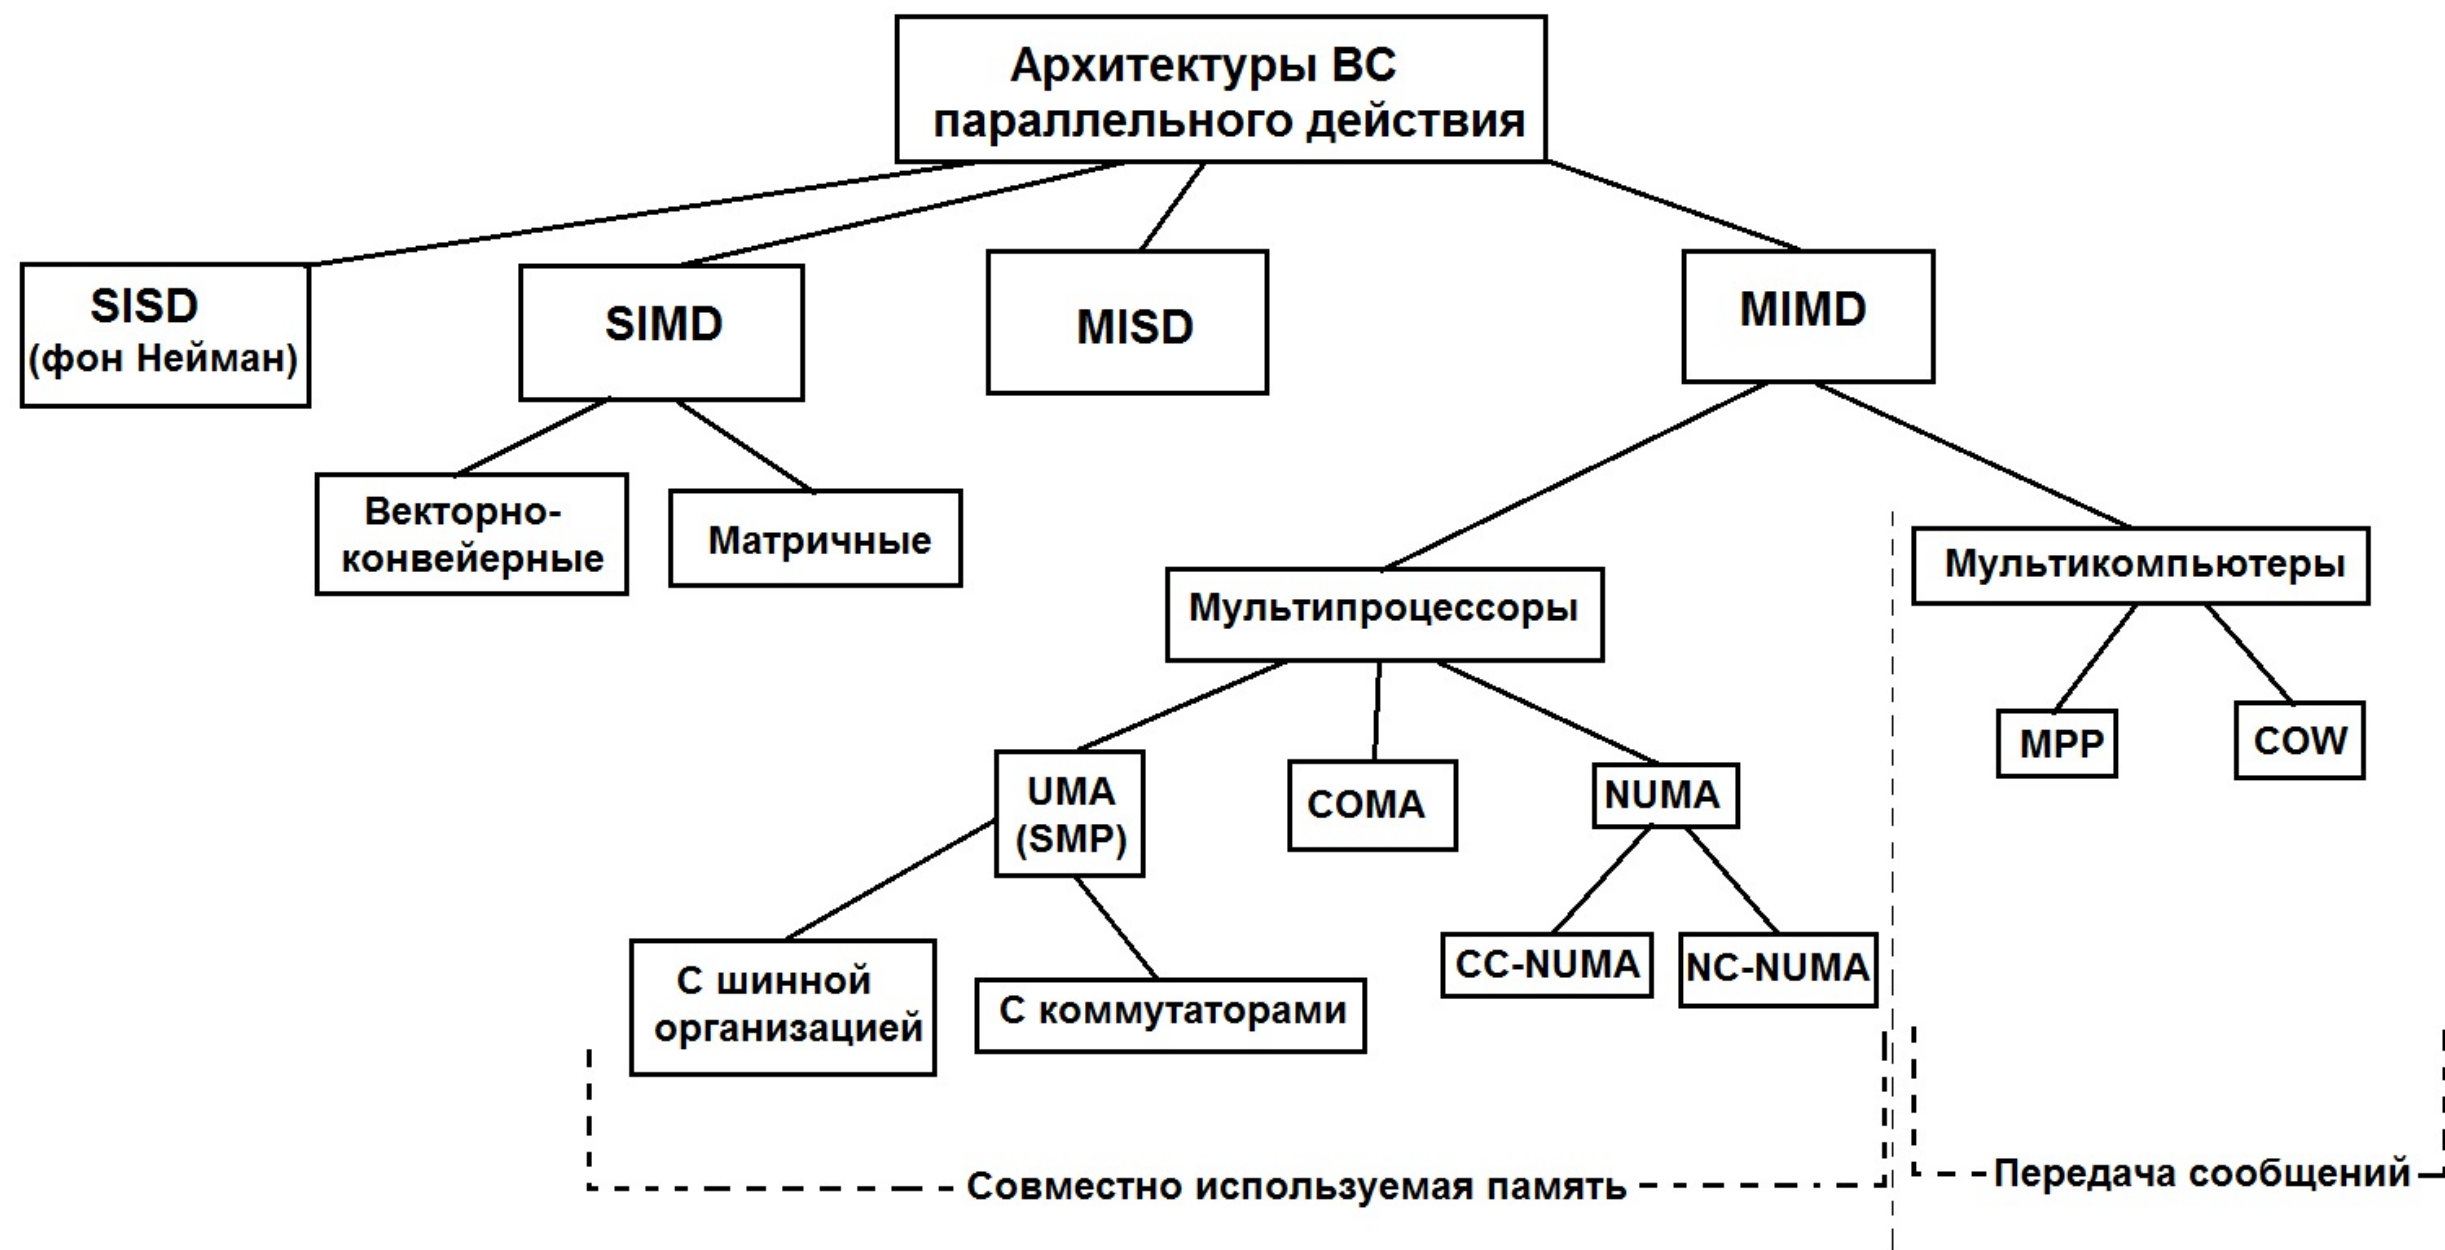 Архитектуры ВС
параллельного действия
SISD
(фон Нейман)
SIMD
MISD
MIMD
Векторно-
конвейерные
Матричные
Мультипроцессоры
Мультикомпьютеры
UMA
(SMP)
COMA
NUMA
MPP
COW
С шинной
организацией
С коммутаторами
CC-NUMA
NC-NUMA
Совместно используемая память
Передача сообщений